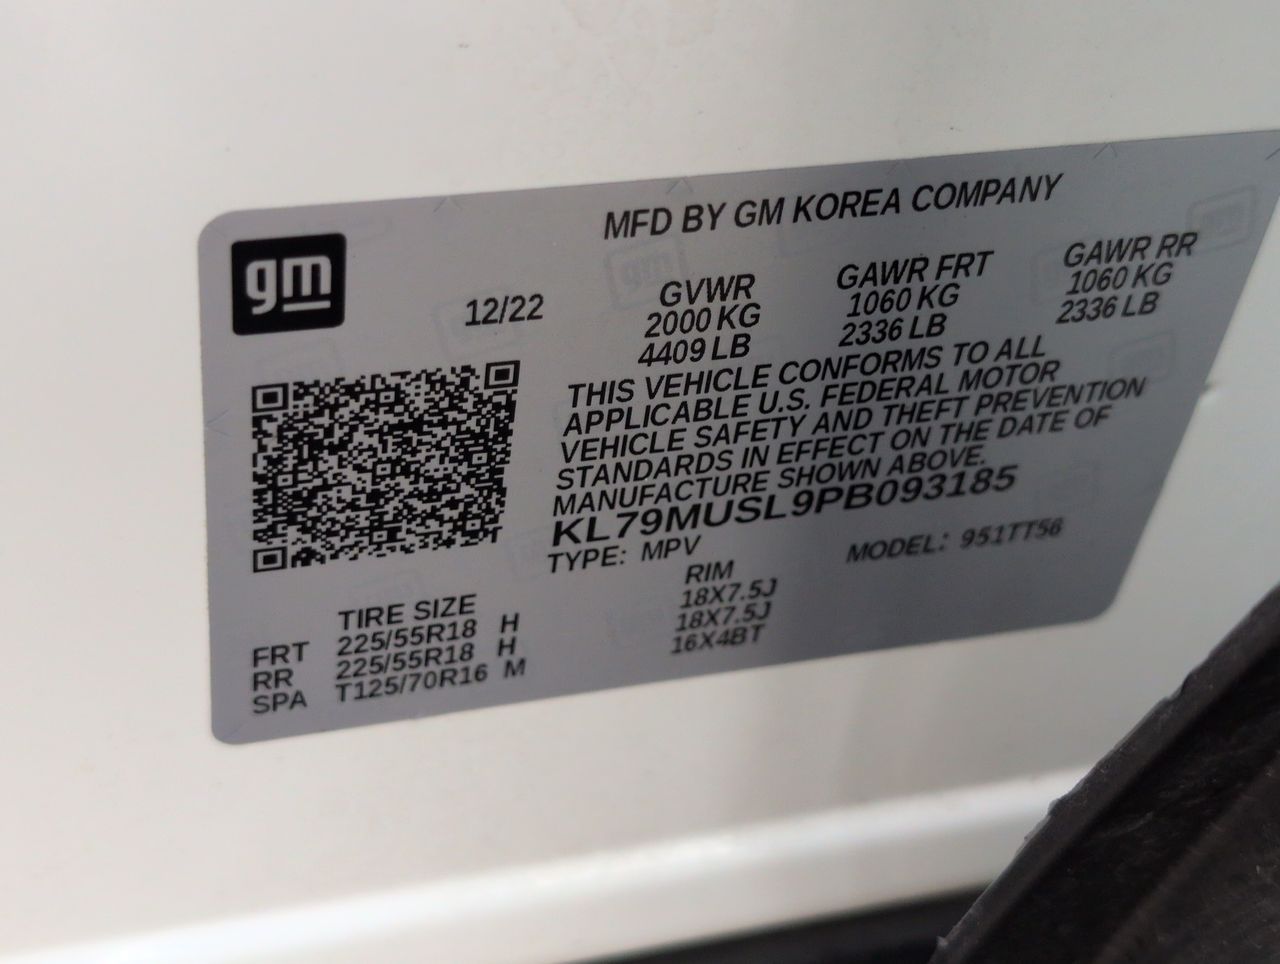 MFD BY GM KOREA COMPANY
gm
12/22
GVWR GAWR FRT GAWR RR
2000 KG 1060 KG 1060 KG
4409 LB 2336 LB 2336 LB
THIS VEHICLE CONFORMS TO ALL
APPLICABLE U.S. FEDERAL MOTOR
VEHICLE SAFETY AND THEFT PREVENTION
STANDARDS IN EFFECT ON THE DATE OF
MANUFACTURE SHOWN ABOVE.
KL79MUSL9PB093185
TYPE: MPV MODEL: 951TT56
TIRE SIZE RIM
FRT 225/55R18 H 18X7.5J
RR 225/55R18 H 18X7.5J
SPA T125/70R16 M 16X4BT